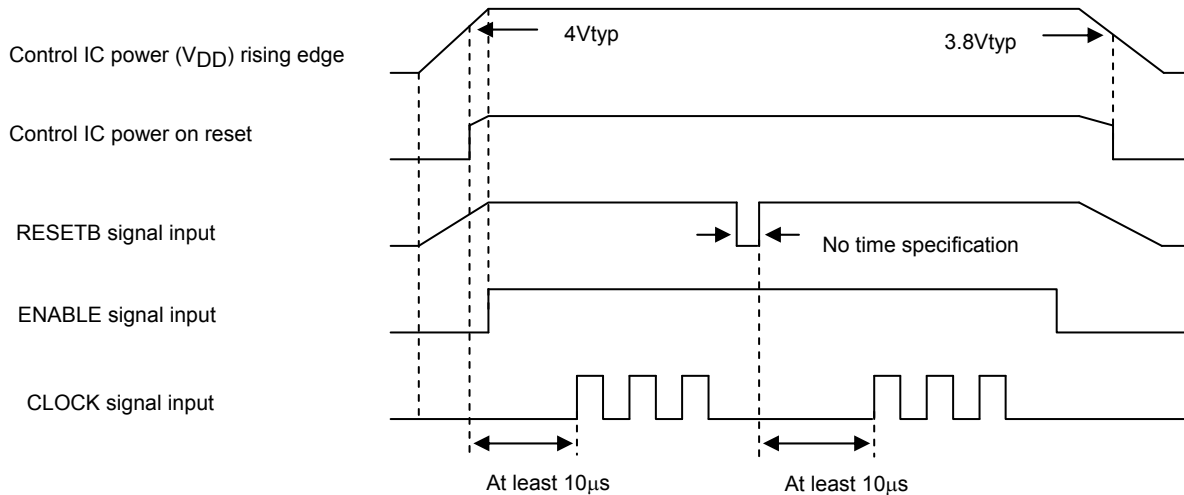 4Vtyp
3.8Vtyp
Control IC power (VDD) rising edge
Control IC power on reset
RESETB signal input
No time specification
ENABLE signal input
CLOCK signal input
At least 10μs
At least 10μs